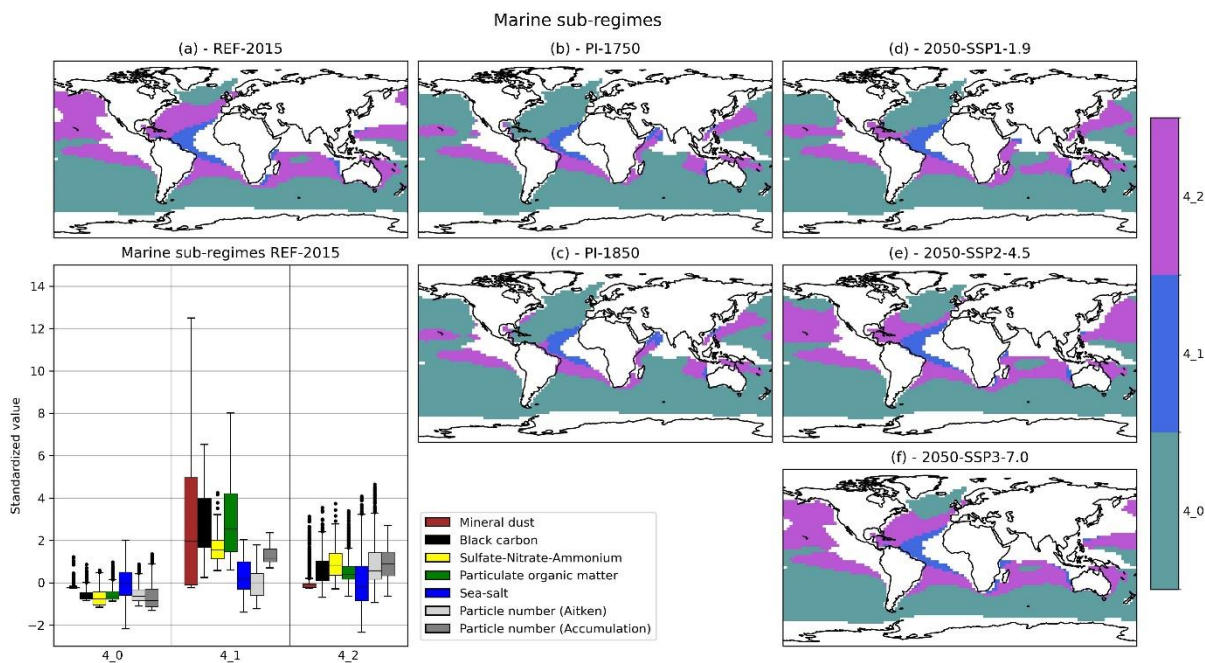 Marine sub-regimes
(a) - REF-2015
(b) - PI-1750
(d) - 2050-SSP1-1.9
4_2
4_1
4_0
Marine sub-regimes REF-2015
(c) - PI-1850
(e) - 2050-SSP2-4.5
(f) - 2050-SSP3-7.0
Standardized value
14
12
10
8
6
4
2
0
−2
4_0
4_1
4_2
Mineral dust
Black carbon
Sulfate-Nitrate-Ammonium
Particulate organic matter
Sea-salt
Particle number (Aitken)
Particle number (Accumulation)